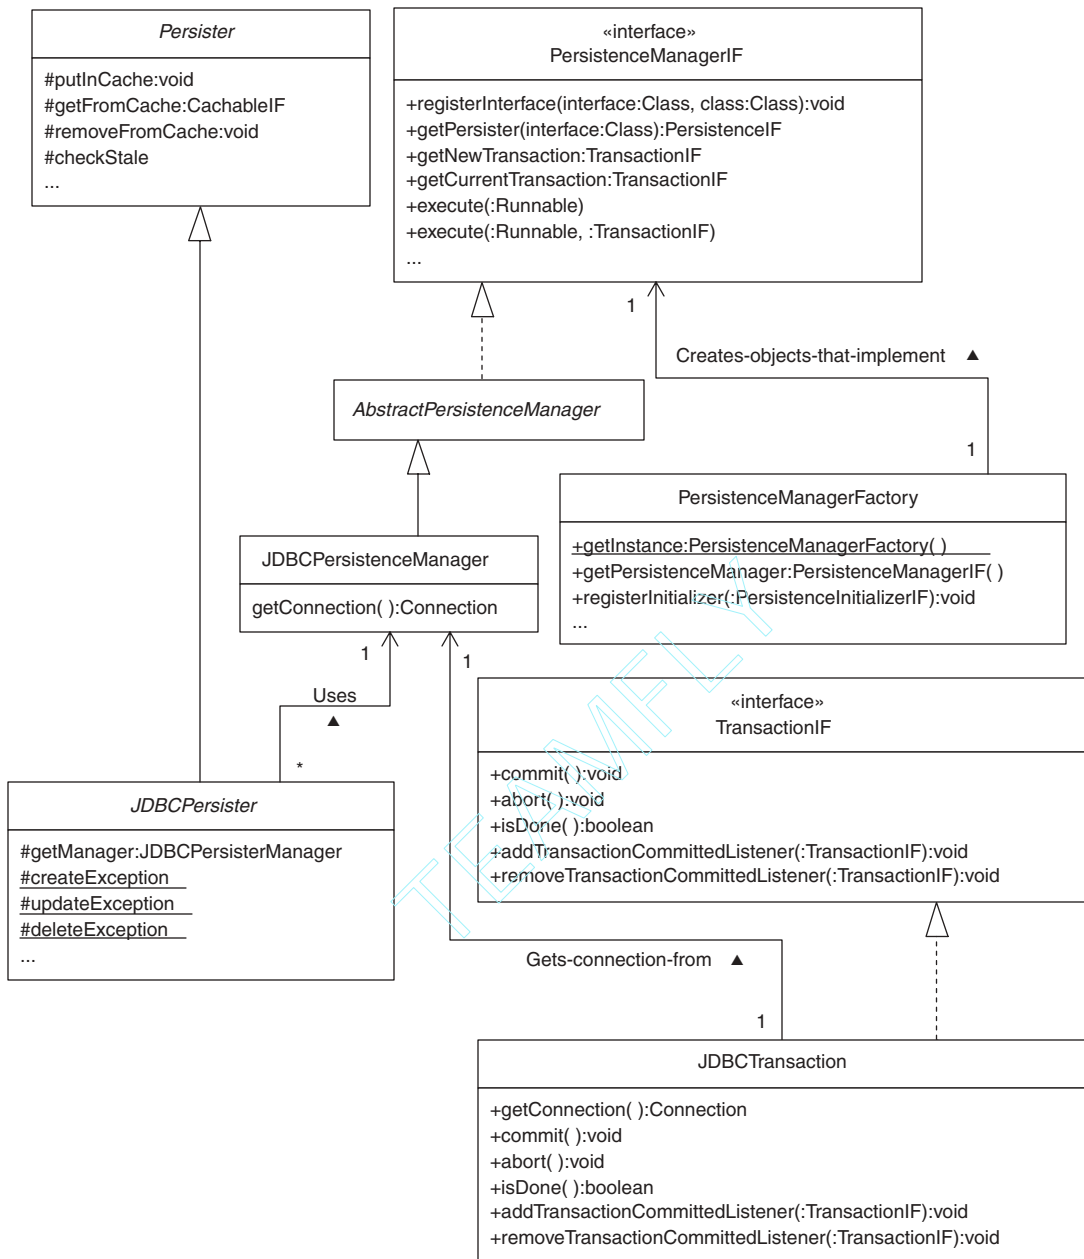 Persister
#putInCache:void
#getFromCache:CachableIF
#removeFromCache:void
#checkStale
...
«interface»
PersistenceManagerIF
+registerInterface(interface:Class, class:Class):void
+getPersister(interface:Class):PersistenceIF
+getNewTransaction:TransactionIF
+getCurrentTransaction:TransactionIF
+execute(:Runnable)
+execute(:Runnable, :TransactionIF)
...
1
Creates-objects-that-implement ▲
1
AbstractPersistenceManager
PersistenceManagerFactory
+getInstance:PersistenceManagerFactory( )
+getPersistenceManager:PersistenceManagerIF( )
+registerInitializer(:PersistenceInitializerIF):void
...
JDBCPersistenceManager
getConnection( ):Connection
1
1
Uses
▲
*
«interface»
TransactionIF
+commit( ):void
+abort( ):void
+isDone( ):boolean
+addTransactionCommittedListener(:TransactionIF):void
+removeTransactionCommittedListener(:TransactionIF):void
JDBCPersister
#getManager:JDBCPersisterManager
#createException
#updateException
#deleteException
...
Gets-connection-from ▲
1
JDBCTransaction
+getConnection( ):Connection
+commit( ):void
+abort( ):void
+isDone( ):boolean
+addTransactionCommittedListener(:TransactionIF):void
+removeTransactionCommittedListener(:TransactionIF):void
TEAMFLY